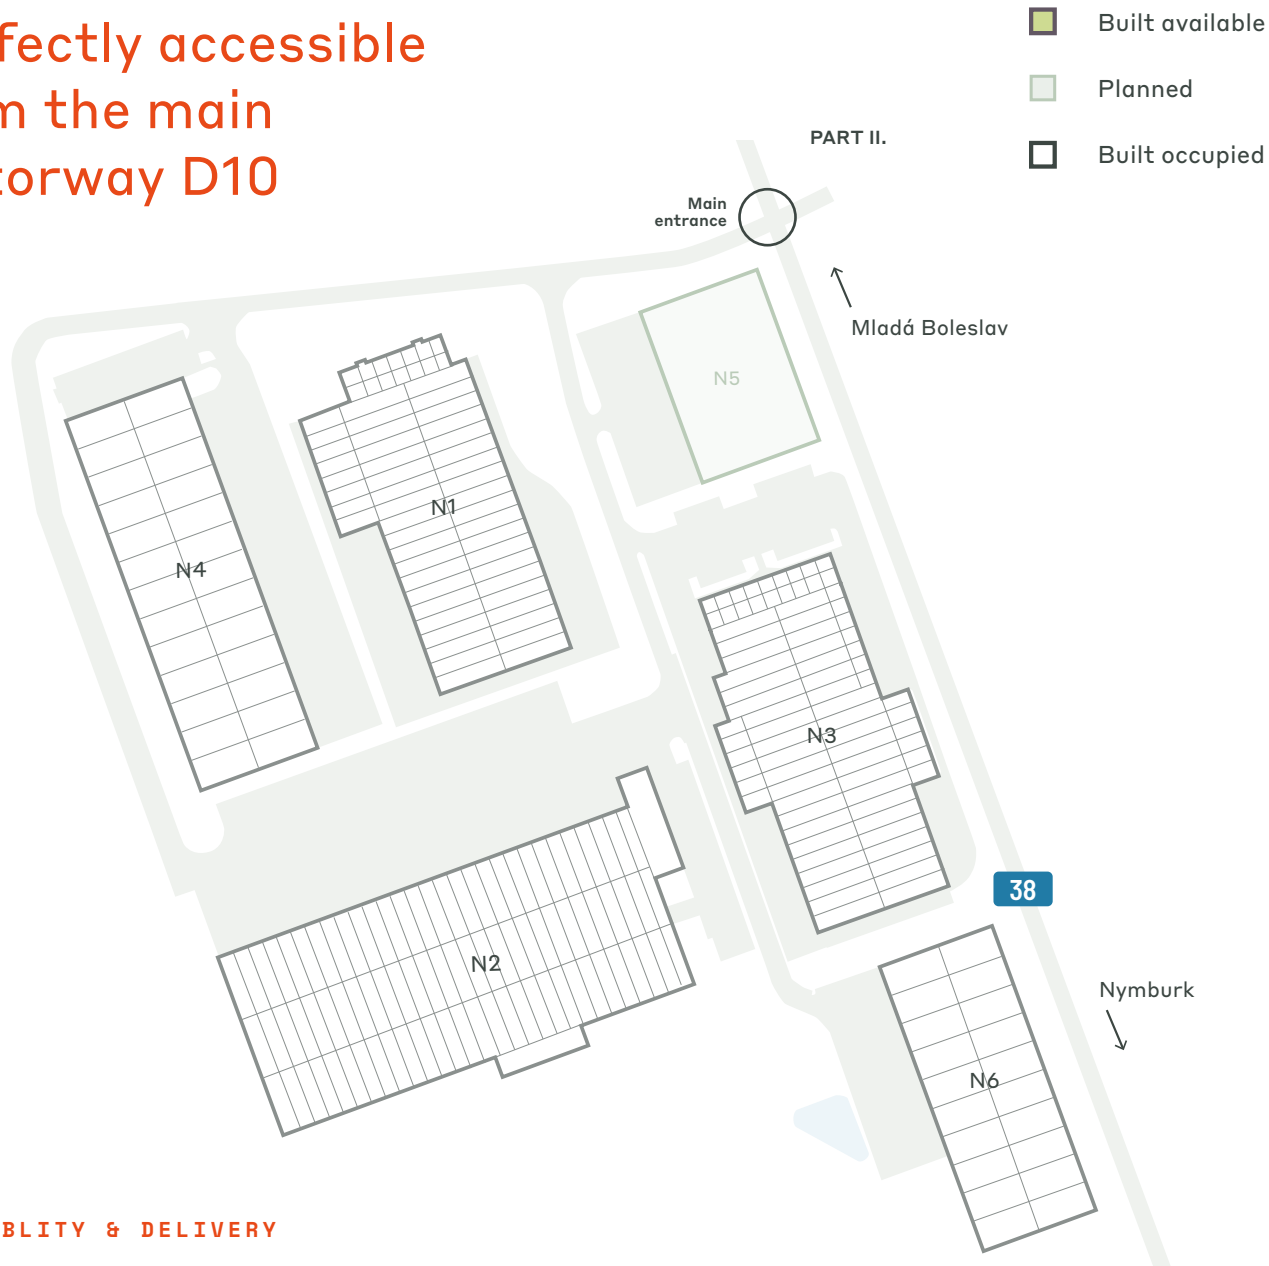 fectly accessible
m the main
torway D10
Built available
Planned
Built occupied
PART II.
Main
entrance
Mladá Boleslav
N5
N1
N4
N3
38
N2
Nymburk
N6
BLITY & DELIVERY